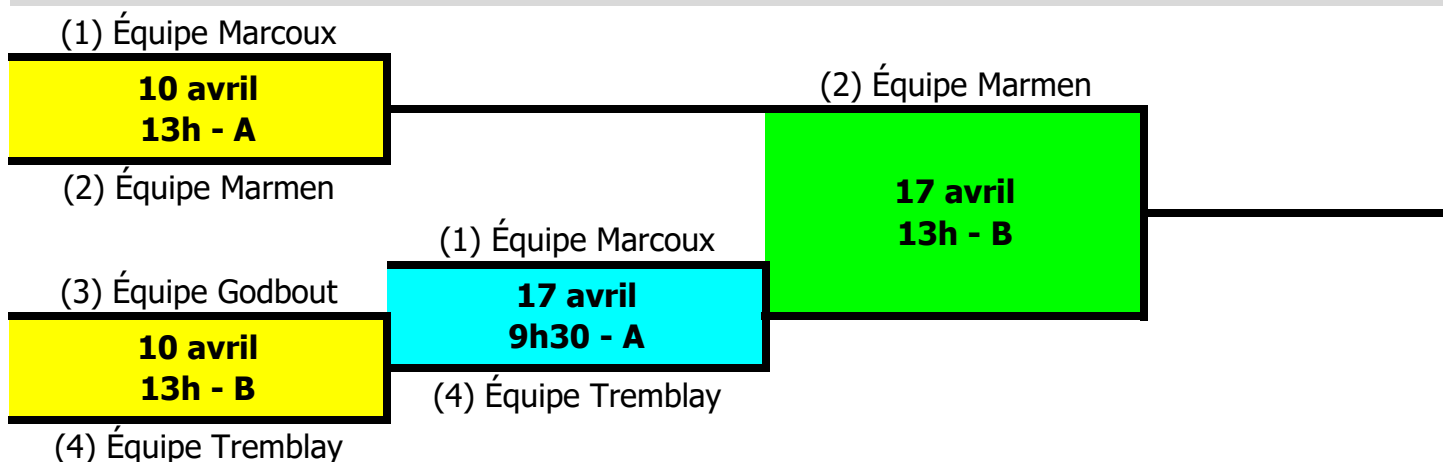 (1) Équipe Marcoux
10 avril
13h - A
(2) Équipe Marmen
(3) Équipe Godbout
10 avril
13h - B
(4) Équipe Tremblay
(1) Équipe Marcoux
17 avril
9h30 - A
(4) Équipe Tremblay
(2) Équipe Marmen
17 avril
13h - B